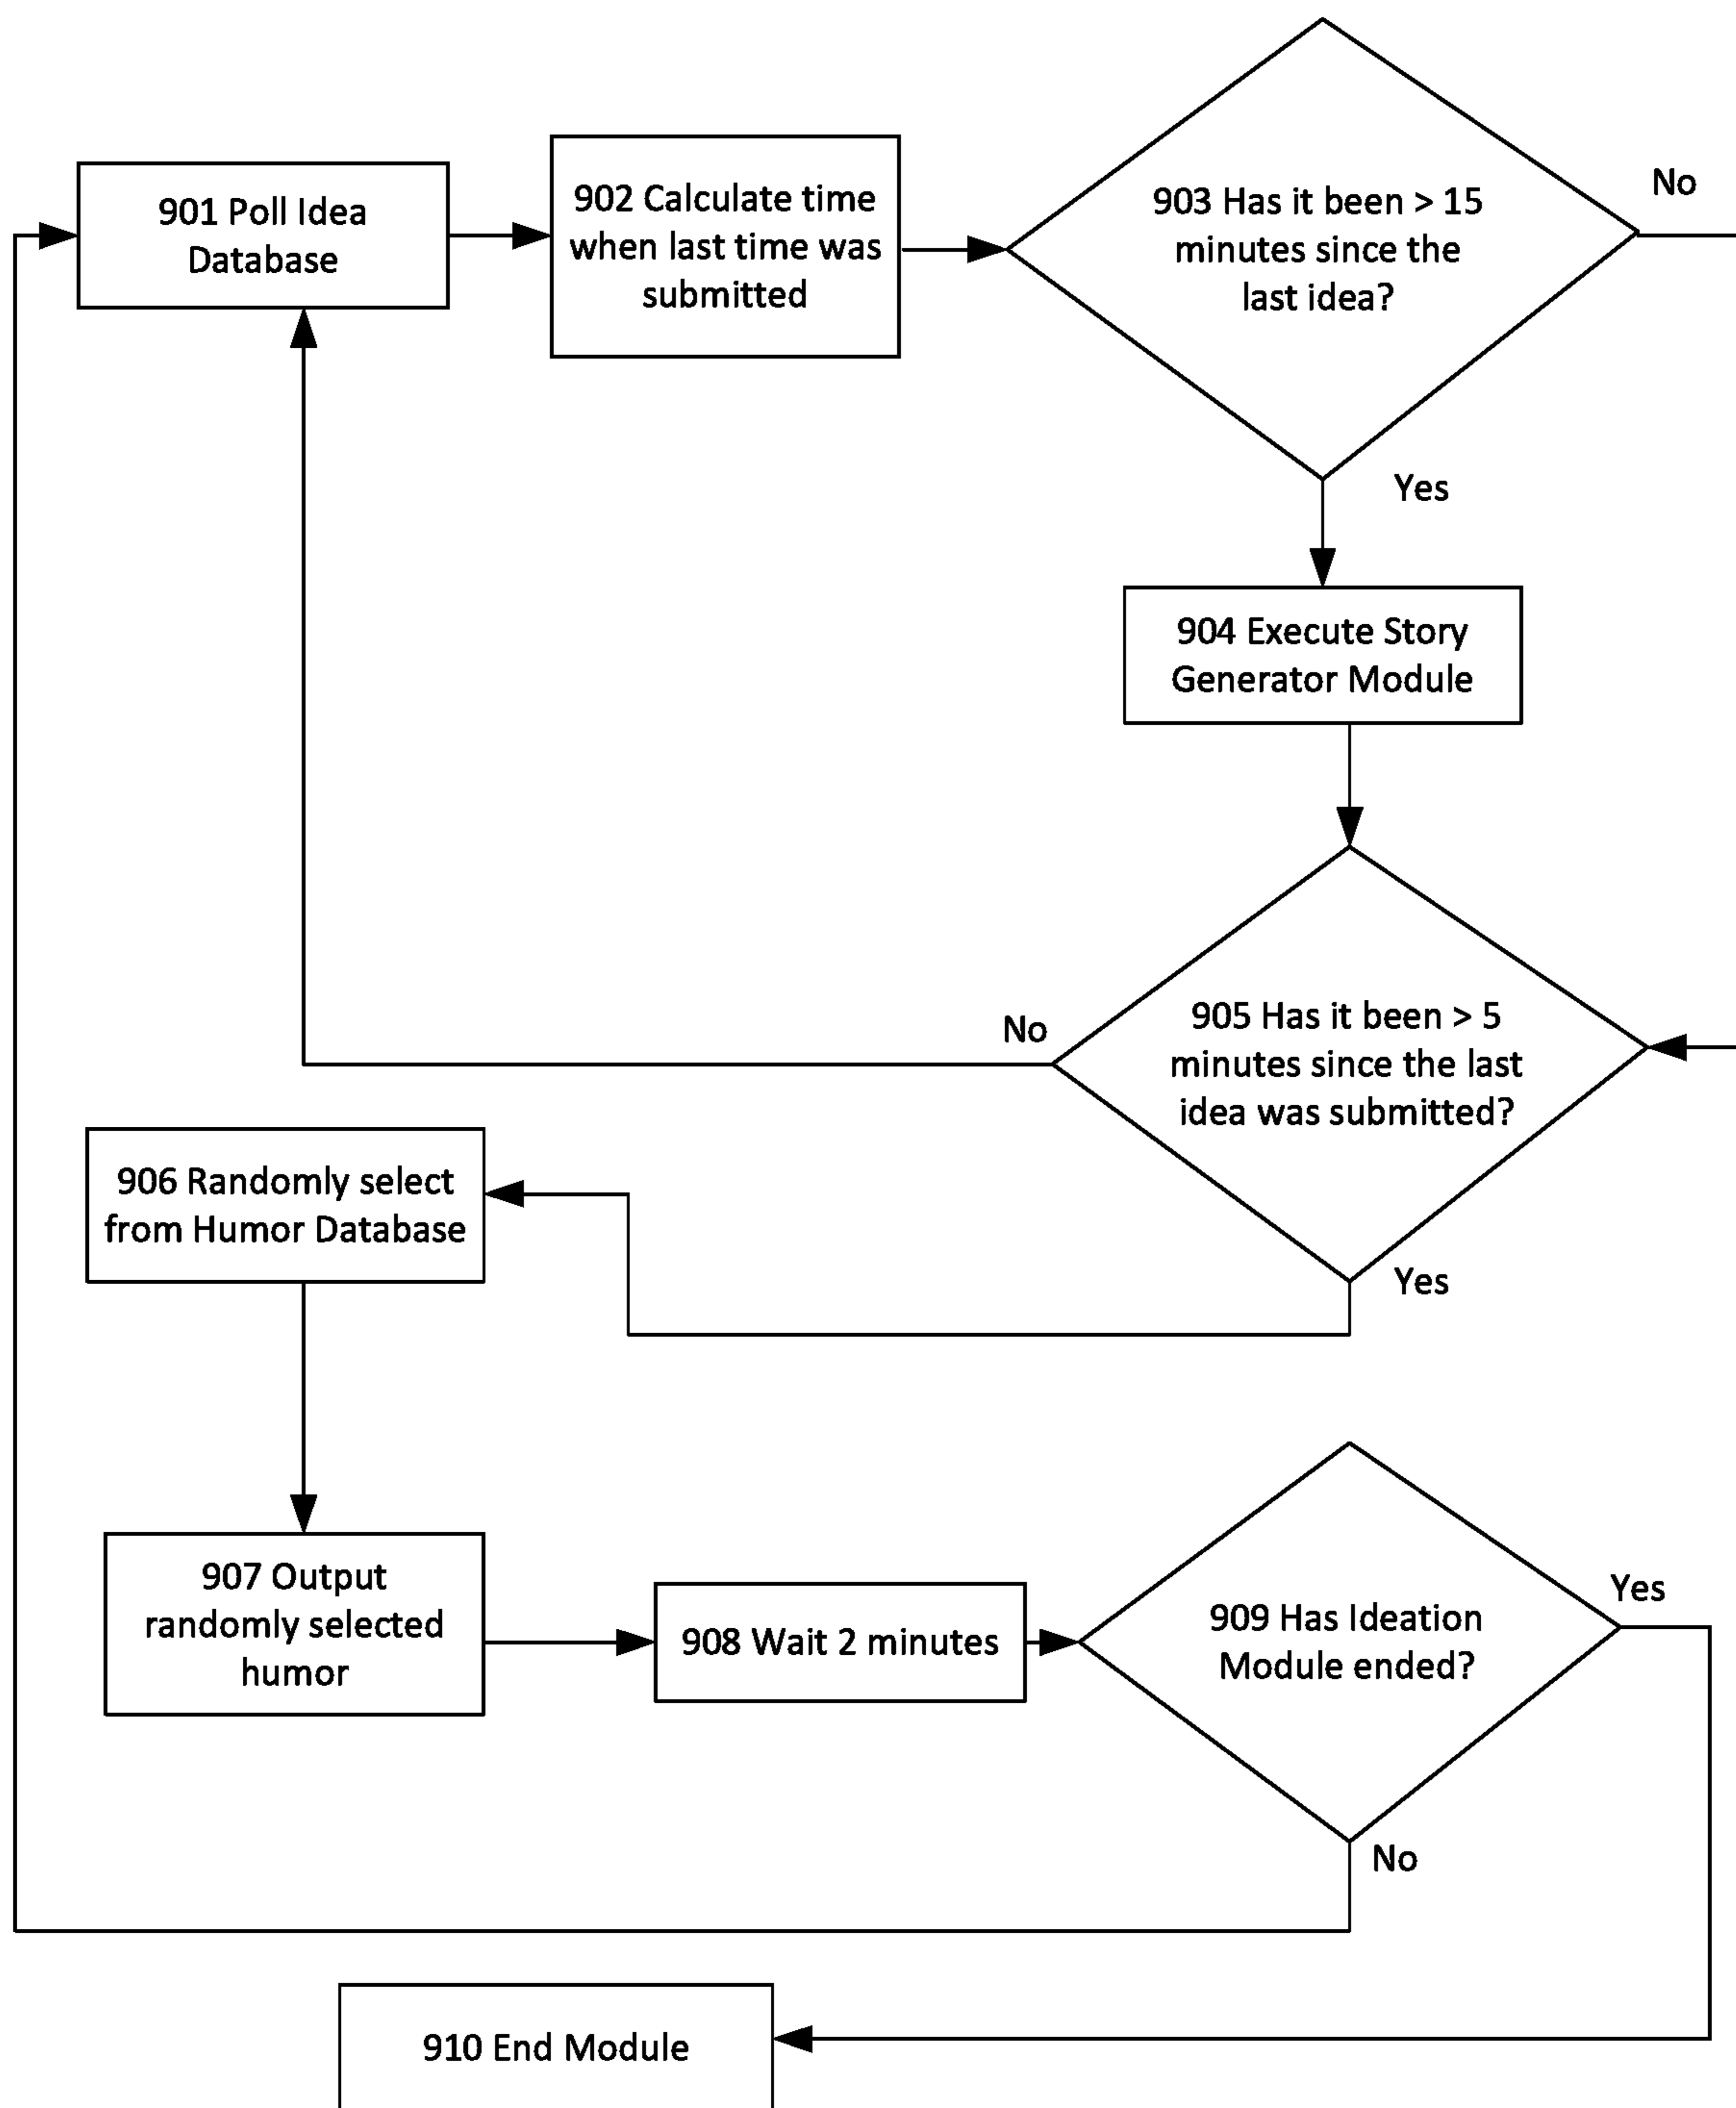 901 Poll Idea
Database
902 Calculate time
when last time was
submitted
903 Has it been > 15
minutes since the
last idea?
No
Yes
904 Execute Story
Generator Module
905 Has it been > 5
minutes since the last
idea was submitted?
No
Yes
906 Randomly select
from Humor Database
907 Output
randomly selected
humor
908 Wait 2 minutes
909 Has Ideation
Module ended?
Yes
No
910 End Module